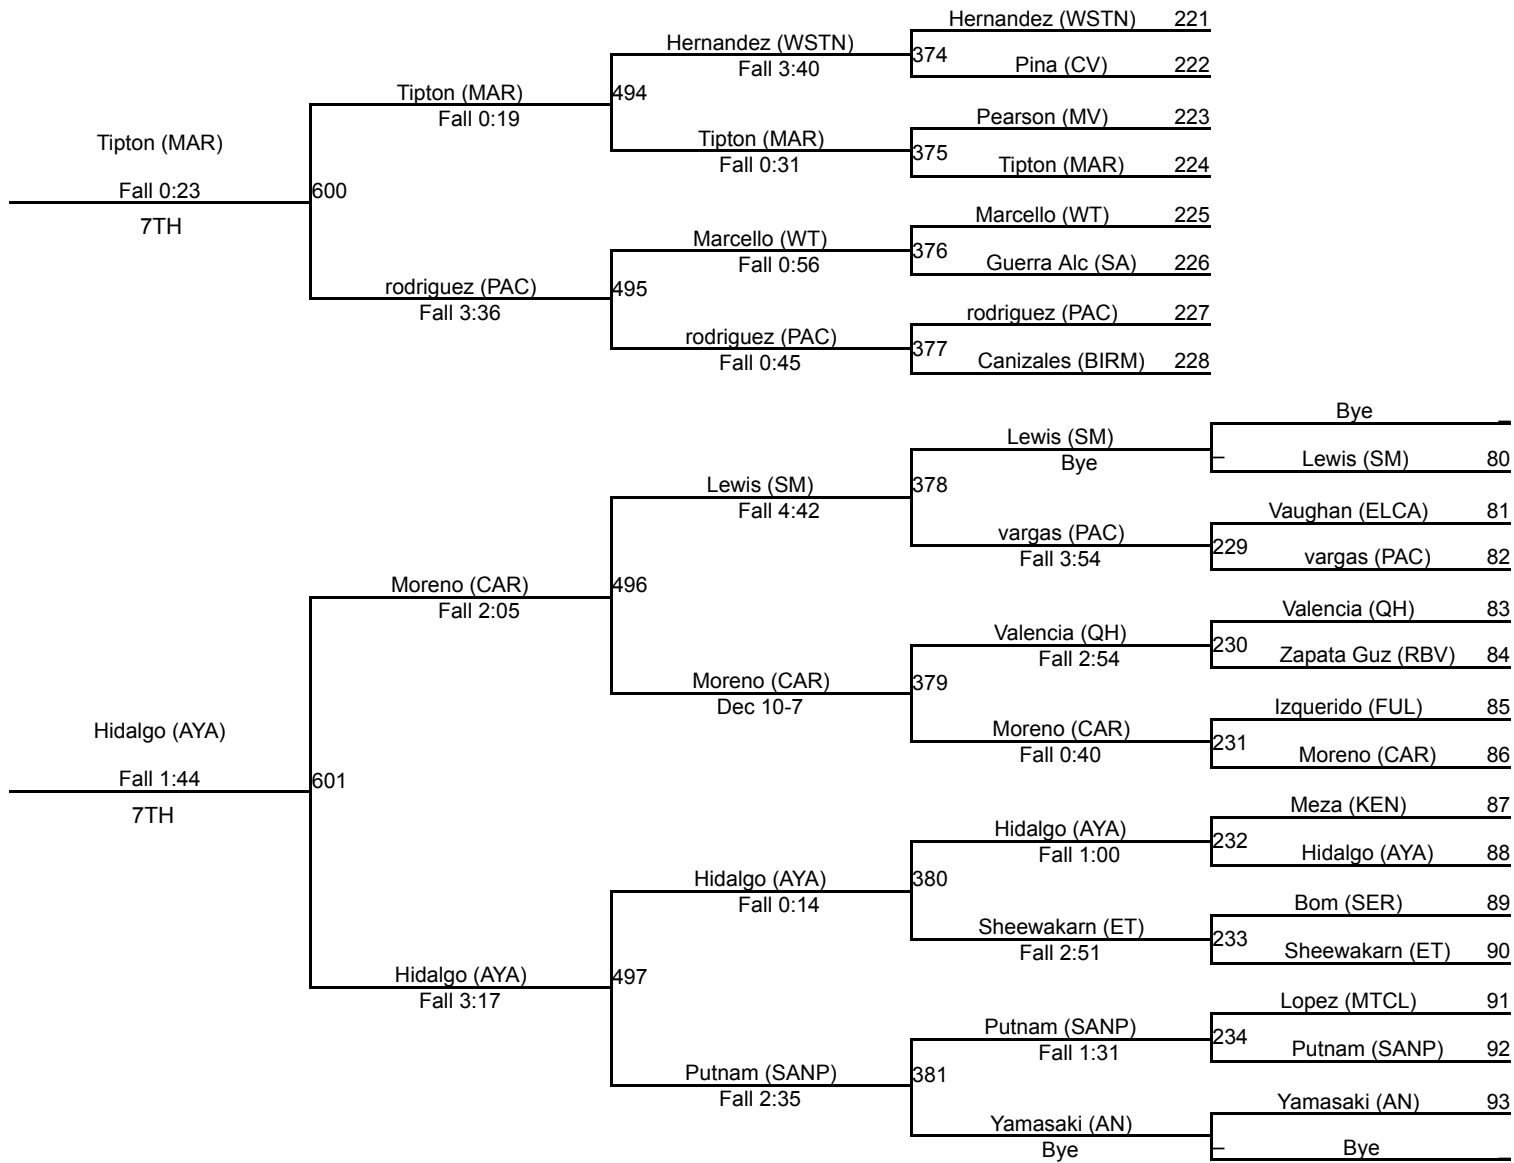 Hernandez (WSTN) 221
Hernandez (WSTN)
374
Fall 3:40
Pina (CV) 222
Tipton (MAR)
494
Fall 0:19
Pearson (MV) 223
Tipton (MAR)
Tipton (MAR)
375
Fall 0:31
Tipton (MAR) 224
Fall 0:23
600
7TH
Marcello (WT) 225
Marcello (WT)
376
Fall 0:56
Guerra Alc (SA) 226
rodriguez (PAC)
495
Fall 3:36
rodriguez (PAC) 227
rodriguez (PAC)
377
Fall 0:45
Canizales (BIRM) 228
Bye _
Lewis (SM)
Bye
– Lewis (SM) 80
Lewis (SM)
378
Fall 4:42
Vaughan (ELCA) 81
vargas (PAC)
229
Fall 3:54
vargas (PAC) 82
Moreno (CAR)
496
Fall 2:05
Valencia (QH) 83
Valencia (QH)
230
Fall 2:54
Zapata Guz (RBV) 84
Moreno (CAR)
379
Dec 10-7
Izquerido (FUL) 85
Moreno (CAR)
231
Fall 0:40
Moreno (CAR) 86
Hidalgo (AYA)
Fall 1:44
601
7TH
Meza (KEN) 87
Hidalgo (AYA)
232
Fall 1:00
Hidalgo (AYA) 88
Hidalgo (AYA)
380
Fall 0:14
Bom (SER) 89
Sheewakarn (ET)
233
Fall 2:51
Sheewakarn (ET) 90
Hidalgo (AYA)
497
Fall 3:17
Lopez (MTCL) 91
Putnam (SANP)
234
Fall 1:31
Putnam (SANP) 92
Putnam (SANP)
381
Fall 2:35
Yamasaki (AN) 93
Yamasaki (AN)
Bye
– Bye _